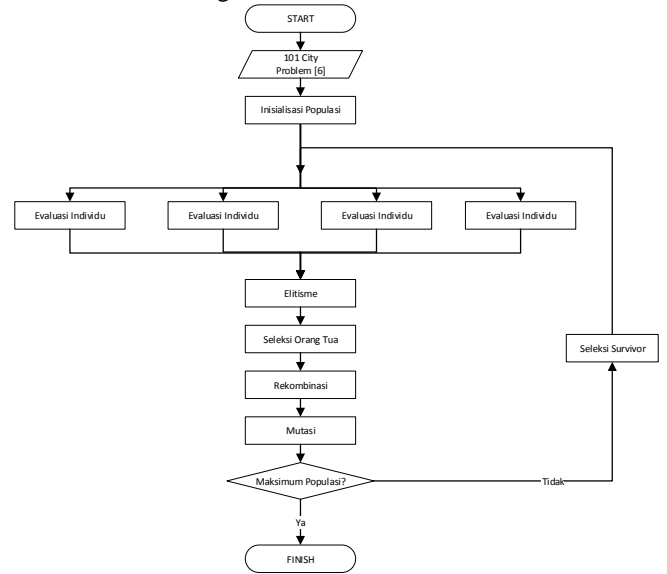 START
101 City
Problem [6]
Inisialisasi Populasi
Evaluasi Individu
Evaluasi Individu
Evaluasi Individu
Evaluasi Individu
Elitisme
Seleksi Orang Tua
Seleksi Survivor
Rekombinasi
Mutasi
Maksimum Populasi?
Tidak
Ya
FINISH